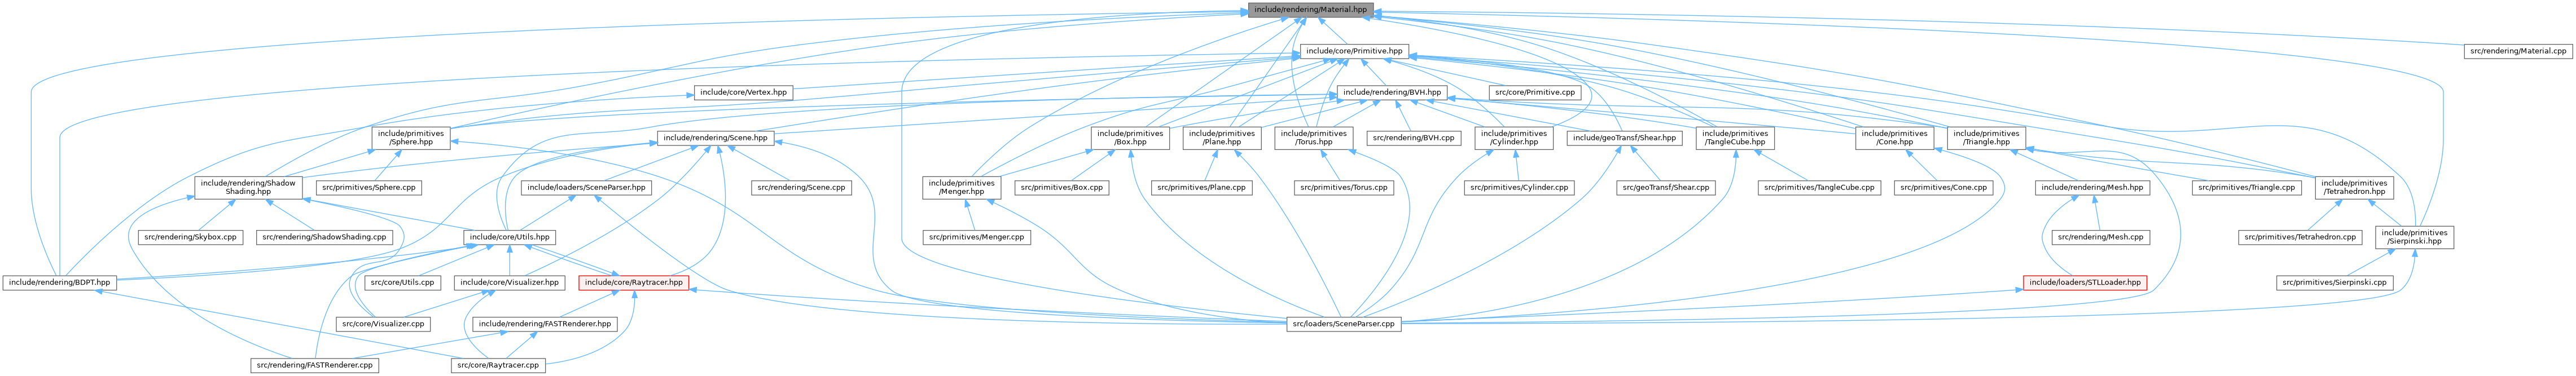 include/rendering/Material.hpp
include/core/Primitive.hpp
src/rendering/Material.cpp
include/core/Vertex.hpp
include/rendering/BVH.hpp
src/core/Primitive.cpp
include/primitives
/Sphere.hpp
include/rendering/Scene.hpp
include/primitives
/Box.hpp
include/primitives
/Plane.hpp
include/primitives
/Torus.hpp
src/rendering/BVH.cpp
include/primitives
/Cylinder.hpp
include/geoTransf/Shear.hpp
include/primitives
/TangleCube.hpp
include/primitives
/Cone.hpp
include/primitives
/Triangle.hpp
include/rendering/Shadow
Shading.hpp
src/primitives/Sphere.cpp
include/loaders/SceneParser.hpp
src/rendering/Scene.cpp
include/primitives
/Menger.hpp
src/primitives/Box.cpp
src/primitives/Plane.cpp
src/primitives/Torus.cpp
src/primitives/Cylinder.cpp
src/geoTransf/Shear.cpp
src/primitives/TangleCube.cpp
src/primitives/Cone.cpp
include/rendering/Mesh.hpp
src/primitives/Triangle.cpp
include/primitives
/Tetrahedron.hpp
src/rendering/Skybox.cpp
src/rendering/ShadowShading.cpp
include/core/Utils.hpp
src/primitives/Menger.cpp
src/rendering/Mesh.cpp
src/primitives/Tetrahedron.cpp
include/primitives
/Sierpinski.hpp
include/rendering/BDPT.hpp
src/core/Utils.cpp
include/core/Visualizer.hpp
include/core/Raytracer.hpp
include/loaders/STLLoader.hpp
src/primitives/Sierpinski.cpp
src/core/Visualizer.cpp
include/rendering/FASTRenderer.hpp
src/loaders/SceneParser.cpp
src/rendering/FASTRenderer.cpp
src/core/Raytracer.cpp